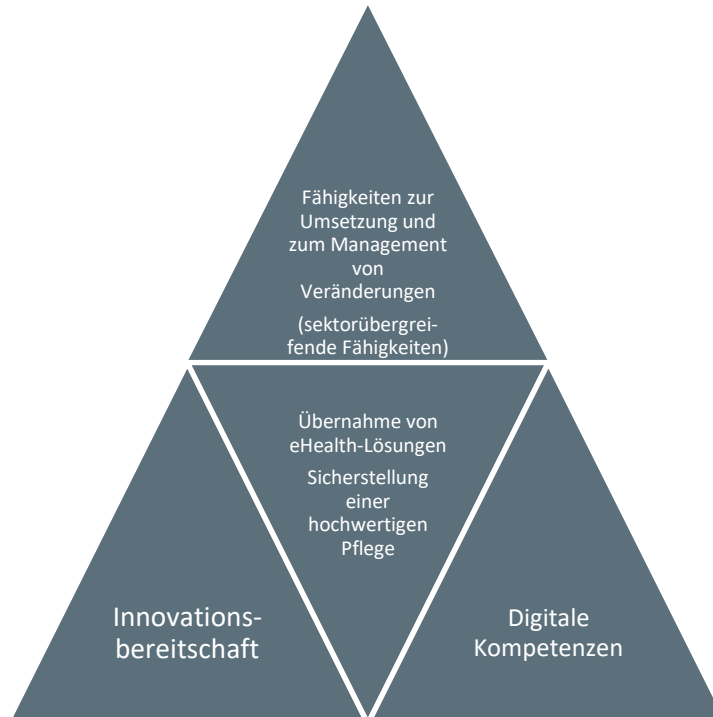 Fähigkeiten zur
Umsetzung und
zum Management
von
Veränderungen
(sektorübergrei-
fende Fähigkeiten)
Übernahme von
eHealth-Lösungen
Sicherstellung
einer
hochwertigen
Pflege
Innovations-
bereitschaft
Digitale
Kompetenzen